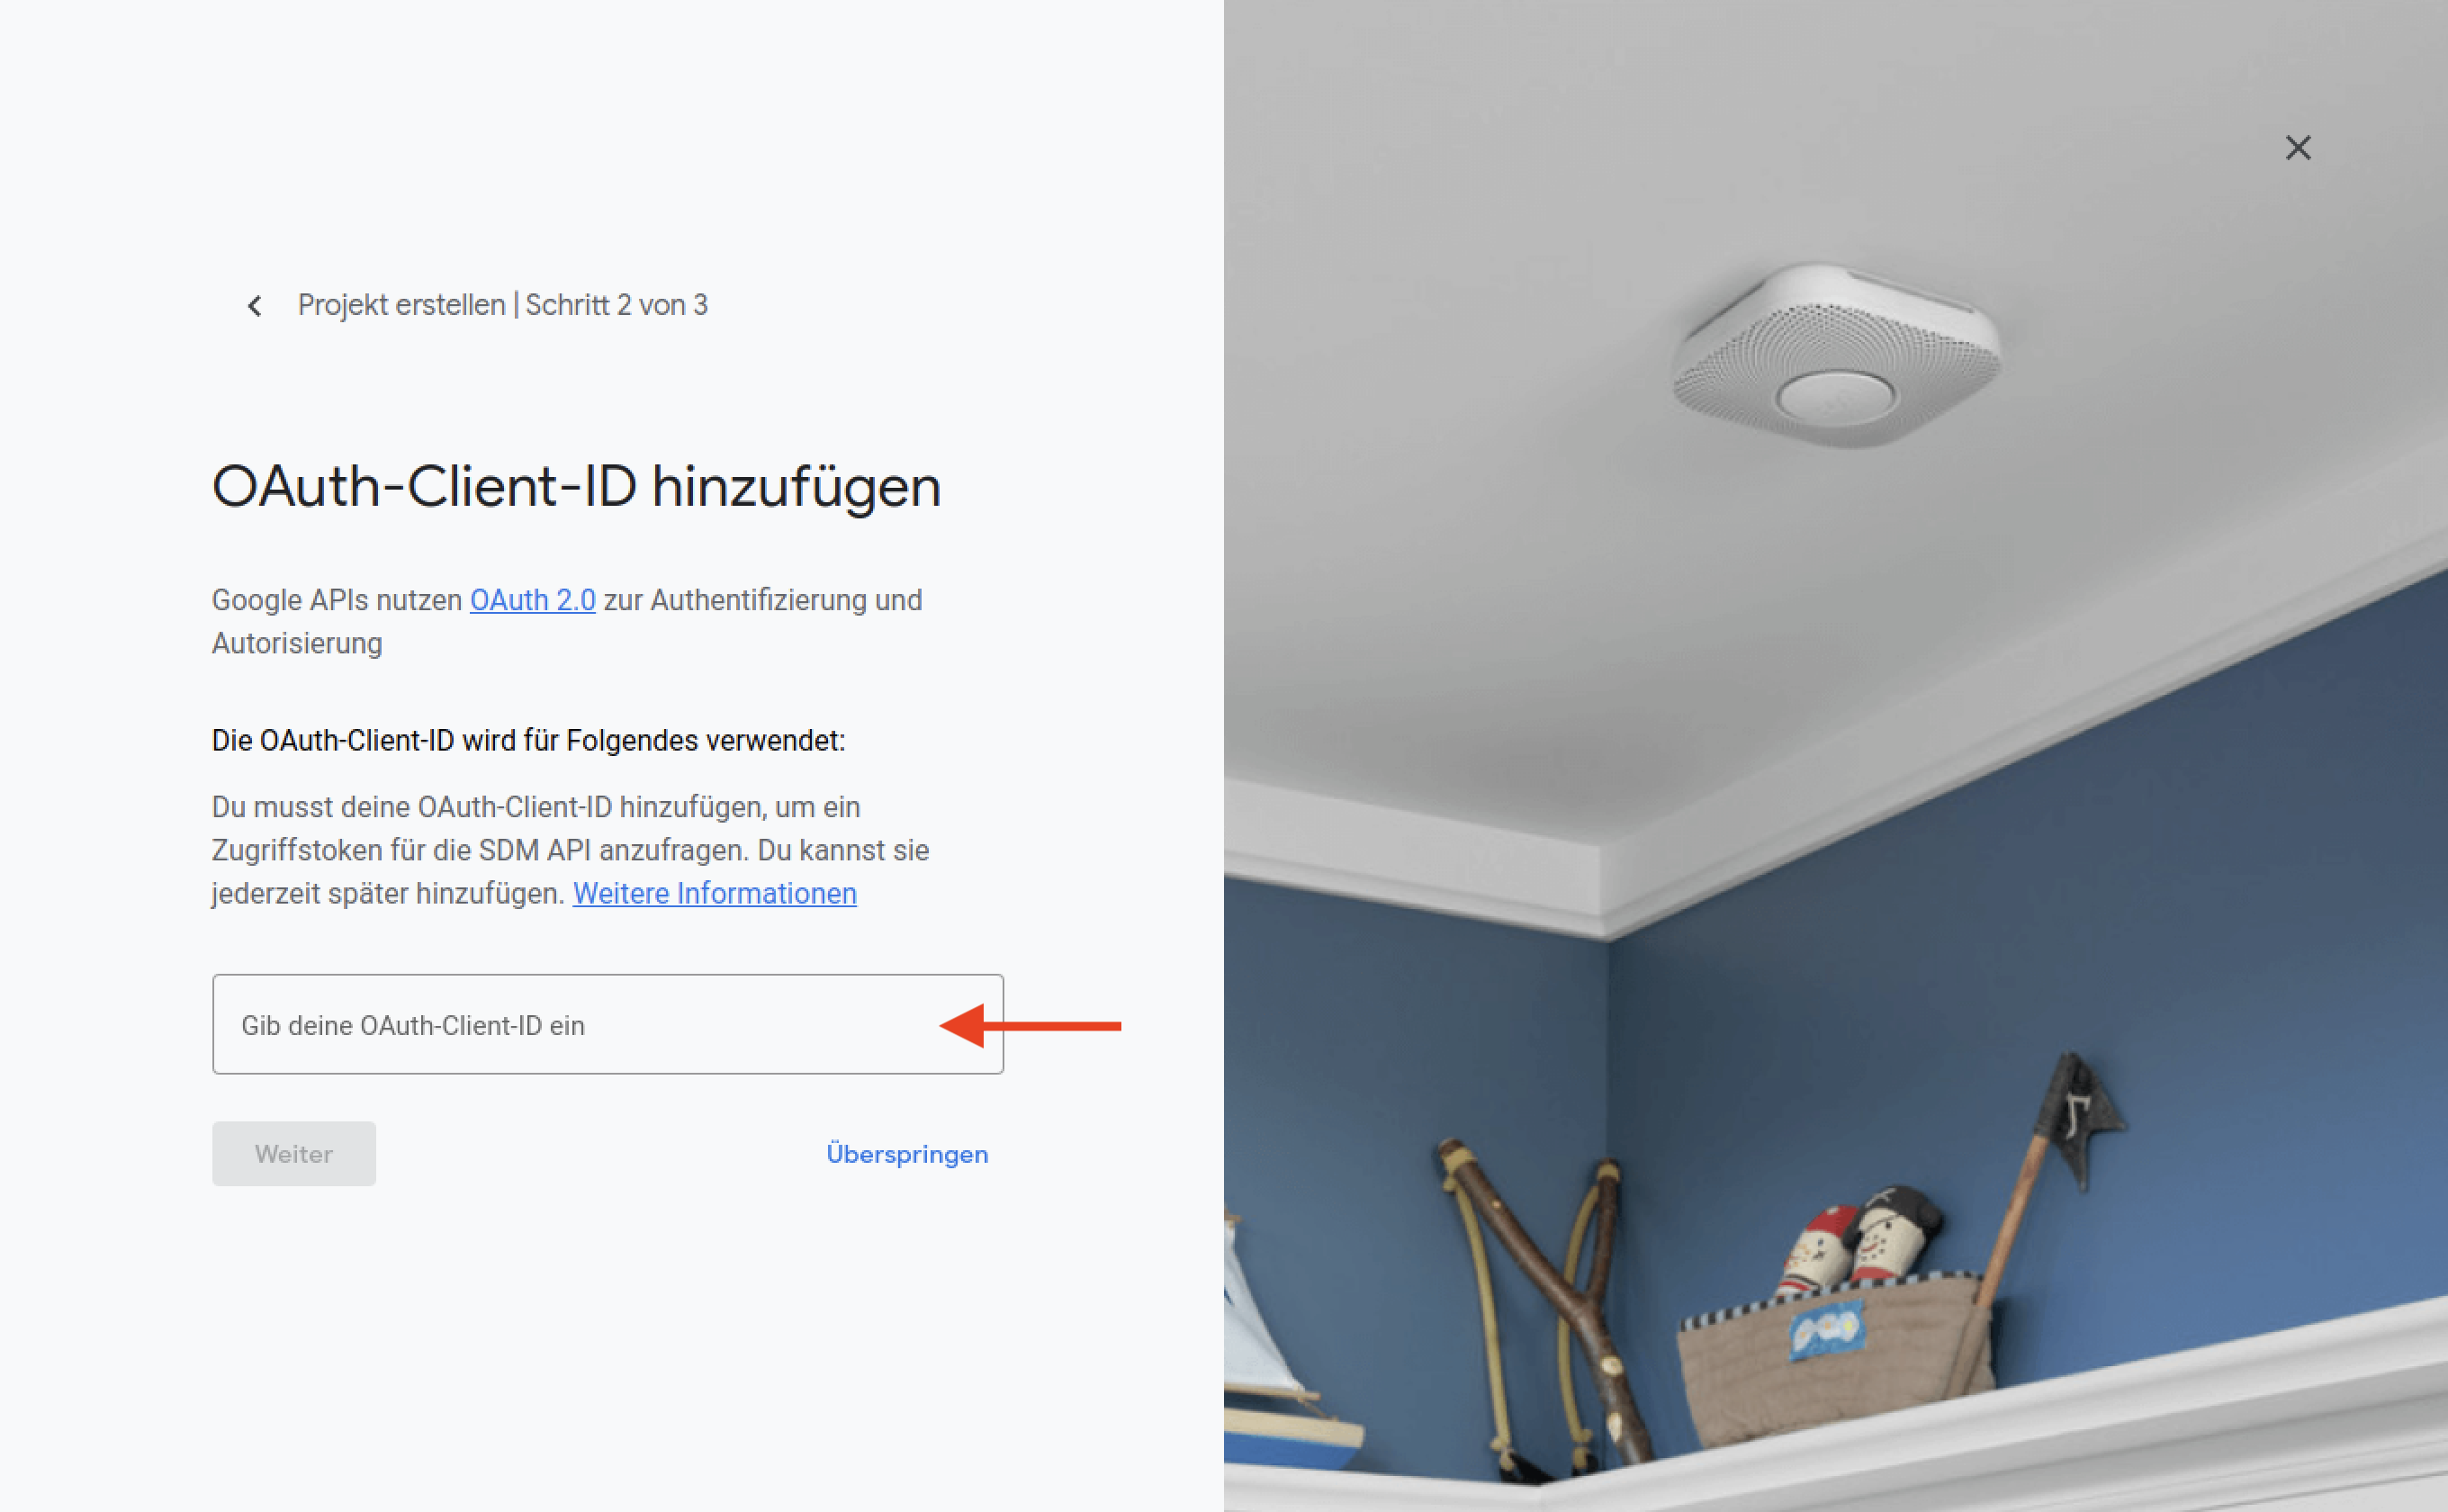 Projekt erstellen | Schritt 2 von 3
OAuth-Client-ID hinzufügen
Google APIs nutzen OAuth 2.0 zur Authentifizierung und
Autorisierung
Die OAuth-Client-ID wird für Folgendes verwendet:
Du musst deine OAuth-Client-ID hinzufügen, um ein
Zugriffstoken für die SDM API anzufragen. Du kannst sie
jederzeit später hinzufügen. Weitere Informationen
Gib deine OAuth-Client-ID ein
Weiter
Überspringen